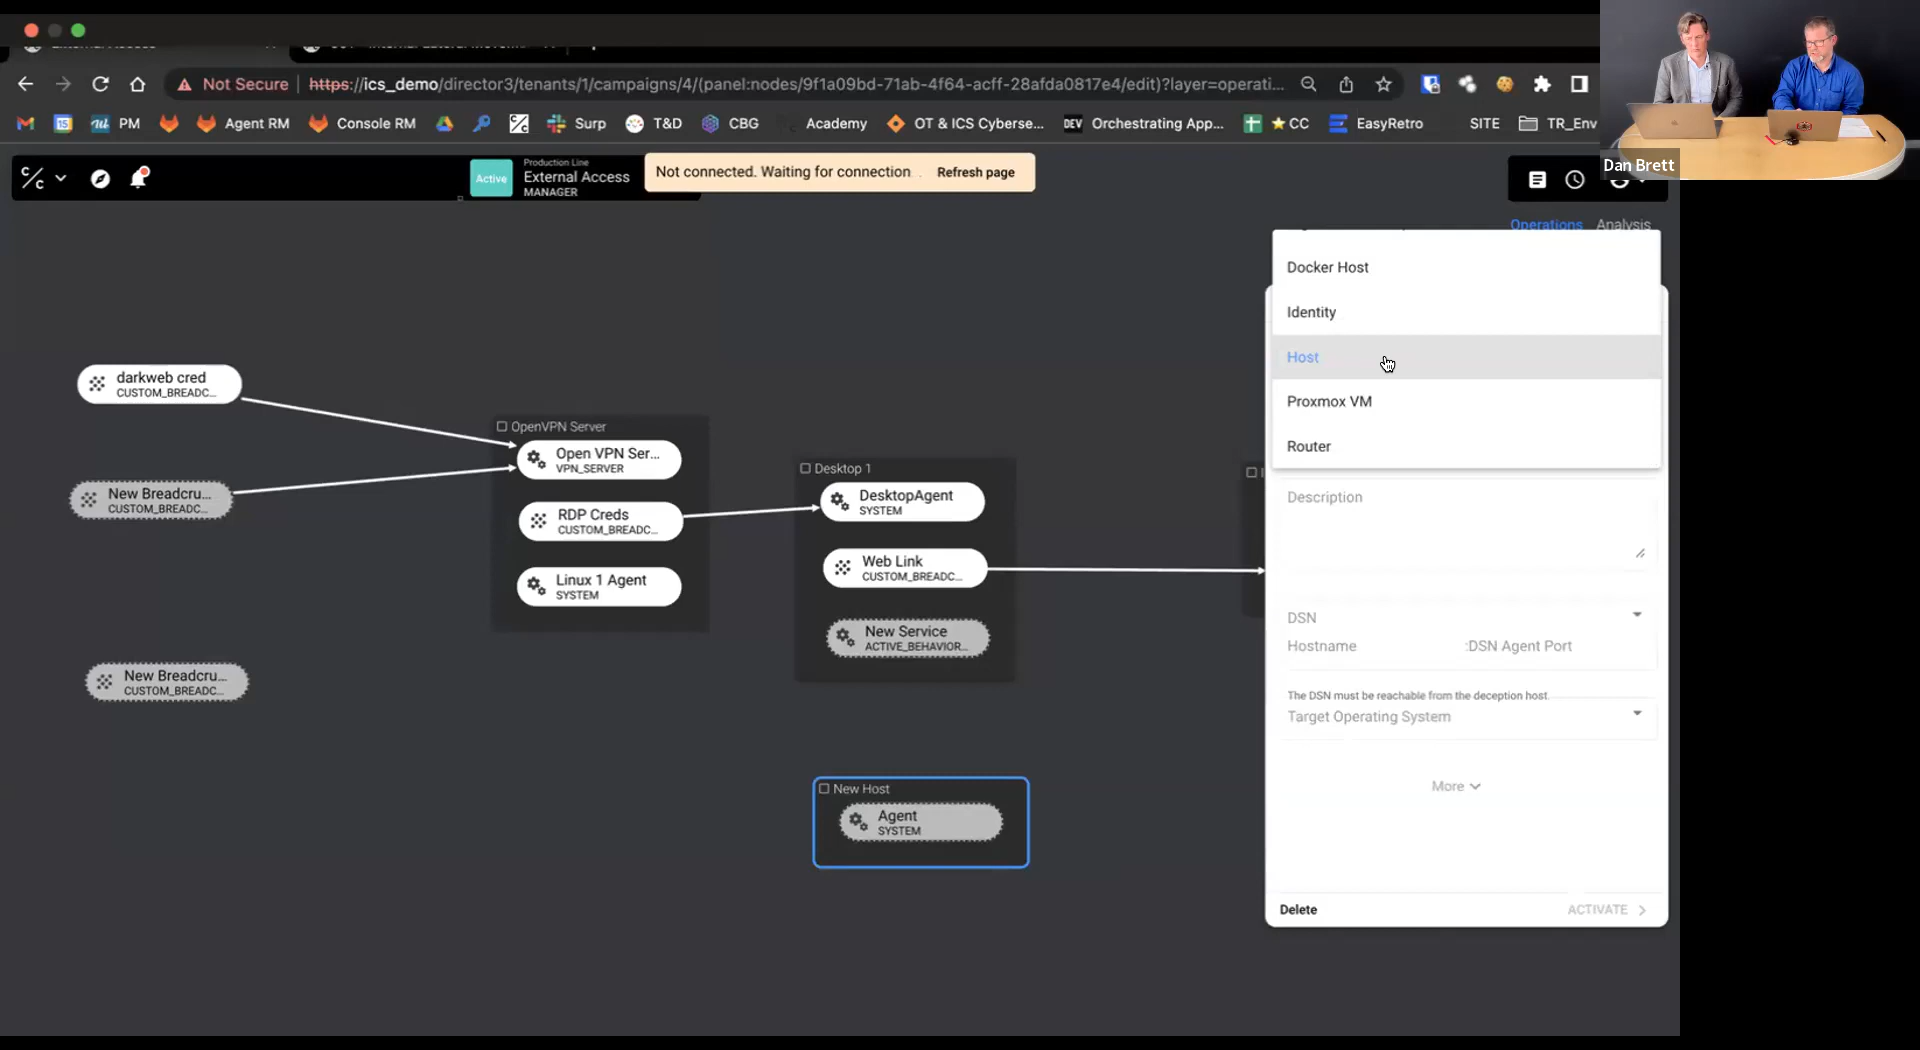 Not Secure
https://ics_demo/director3/tenants/1/campaigns/4/(panel:nodes/9f1a09bd-71ab-4f64-acff-28afda0817e4/edit)?layer=operati...
15
PM
Agent RM
Console RM
Surp
T&D
CBG
Academy
OT & ICS Cyberse...
DEV
Orchestrating App...
CC
EasyRetro
SITE
TR_Env
Dan Brett
Active
Production Line
External Access
MANAGER
Not connected. Waiting for connection
Refresh page
Operations
Analysis
Docker Host
Identity
Host
Proxmox VM
Router
darkweb cred
CUSTOM_BREADC...
New Breadcru...
CUSTOM_BREADC...
New Breadcru...
CUSTOM_BREADC...
OpenVPN Server
Open VPN Ser...
VPN_SERVER
RDP Creds
CUSTOM_BREADC...
Linux 1 Agent
SYSTEM
Desktop 1
DesktopAgent
SYSTEM
Web Link
CUSTOM_BREADC...
New Service
ACTIVE_BEHAVIOR...
New Host
Agent
SYSTEM
Description
DSN
Hostname
:DSN Agent Port
The DSN must be reachable from the deception host.
Target Operating System
More
Delete
ACTIVATE